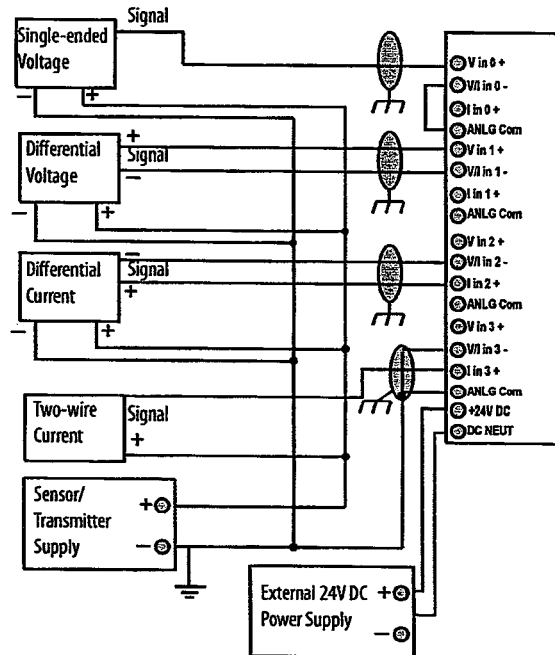 Signal
Single-ended
Voltage
− +
V in 0 +
V/I in 0 -
I in 0 +
ANLG Com
Differential
Voltage
+
Signal
−
− +
V in 1 +
V/I in 1 -
I in 1 +
ANLG Com
Differential
Current
−
Signal
+
− +
V in 2 +
V/I in 2 -
I in 2 +
ANLG Com
Two-wire
Current
Signal
+
V in 3 +
V/I in 3 -
I in 3 +
ANLG Com
+24V DC
DC NEUT
Sensor/
Transmitter
Supply
+
−
External 24V DC
Power Supply
+
−